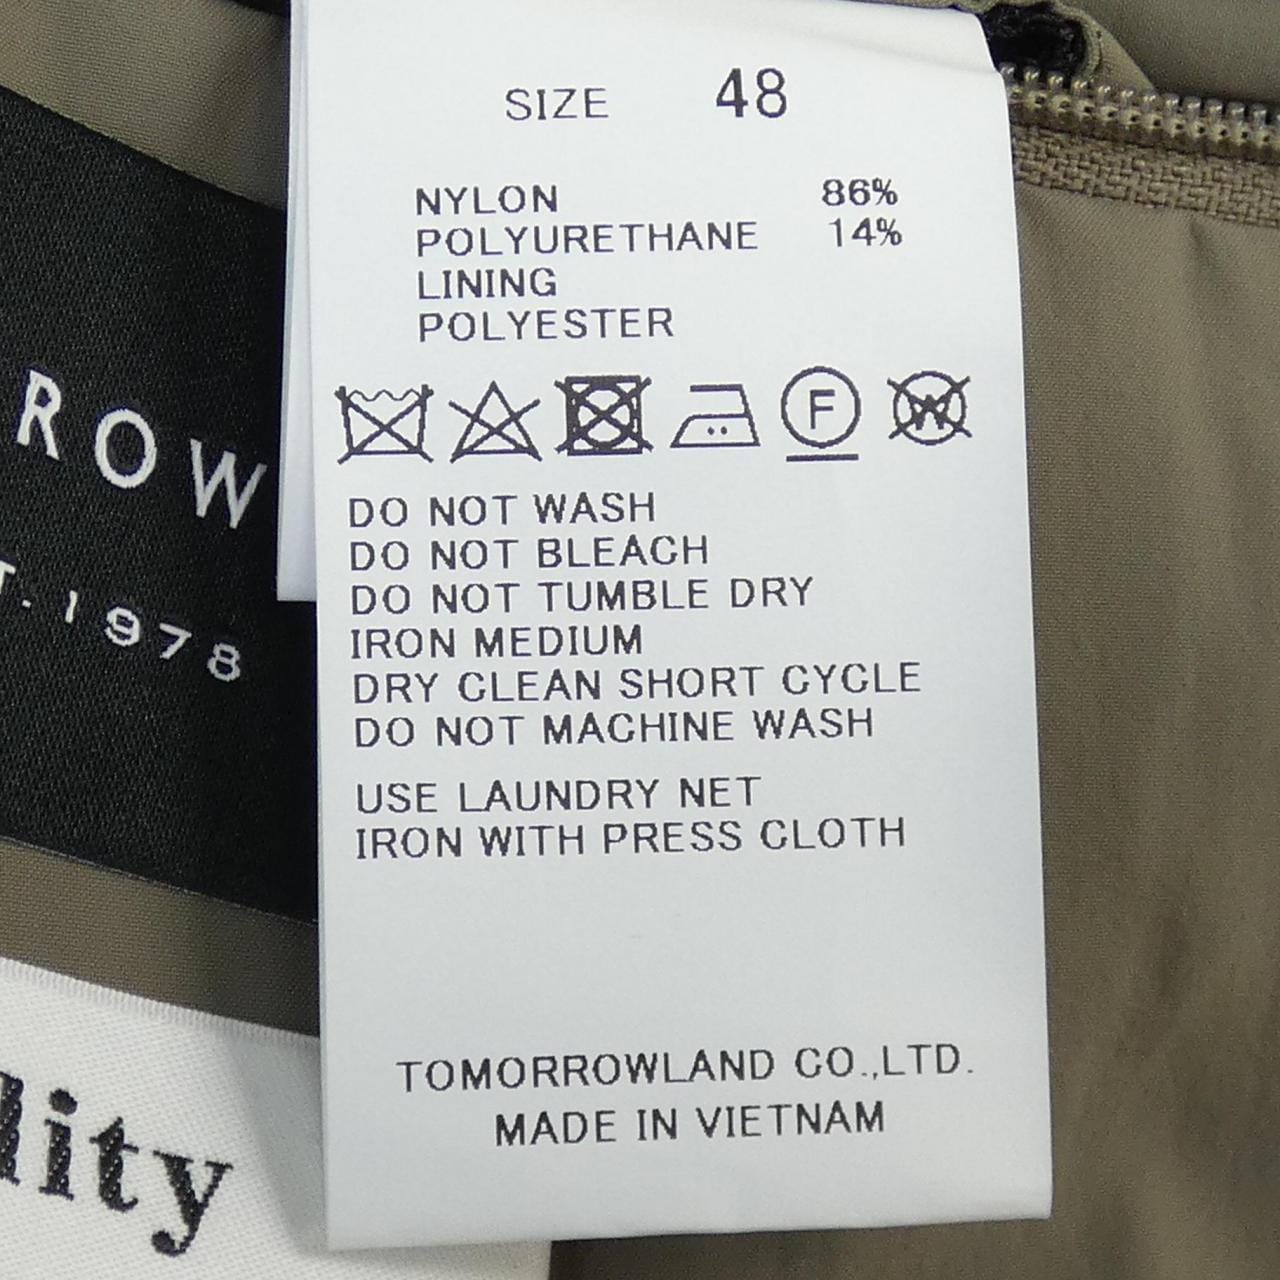 SIZE 48
NYLON 86%
POLYURETHANE 14%
LINING
POLYESTER
F W
DO NOT WASH
DO NOT BLEACH
DO NOT TUMBLE DRY
IRON MEDIUM
DRY CLEAN SHORT CYCLE
DO NOT MACHINE WASH
USE LAUNDRY NET
IRON WITH PRESS CLOTH
TOMORROWLAND CO.,LTD.
MADE IN VIETNAM
ROW
T. 1978
lity